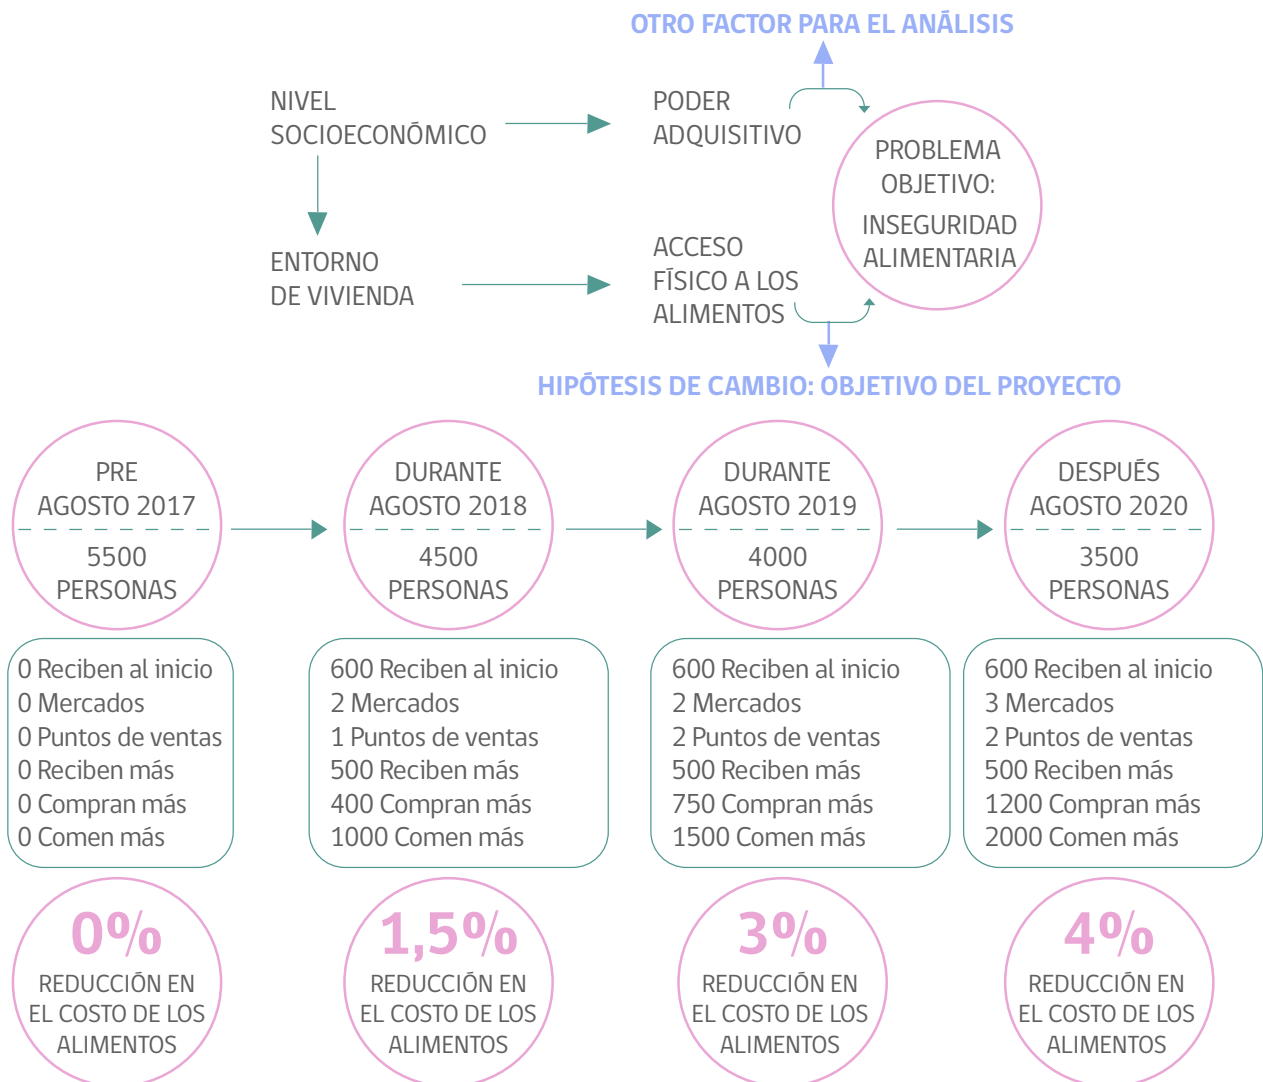 OTRO FACTOR PARA EL ANÁLISIS
NIVEL
SOCIOECONÓMICO
PODER
ADQUISITIVO
PROBLEMA
OBJETIVO:
INSEGURIDAD
ALIMENTARIA
ENTORNO
DE VIVIENDA
ACCESO
FÍSICO A LOS
ALIMENTOS
HIPÓTESIS DE CAMBIO: OBJETIVO DEL PROYECTO
PRE
AGOSTO 2017
5500
PERSONAS
DURANTE
AGOSTO 2018
4500
PERSONAS
DURANTE
AGOSTO 2019
4000
PERSONAS
DESPUÉS
AGOSTO 2020
3500
PERSONAS
0 Reciben al inicio
0 Mercados
0 Puntos de ventas
0 Reciben más
0 Compran más
0 Comen más
600 Reciben al inicio
2 Mercados
1 Puntos de ventas
500 Reciben más
400 Compran más
1000 Comen más
600 Reciben al inicio
2 Mercados
2 Puntos de ventas
500 Reciben más
750 Compran más
1500 Comen más
600 Reciben al inicio
3 Mercados
2 Puntos de ventas
500 Reciben más
1200 Compran más
2000 Comen más
0%
REDUCCIÓN EN
EL COSTO DE LOS
ALIMENTOS
1,5%
REDUCCIÓN EN
EL COSTO DE LOS
ALIMENTOS
3%
REDUCCIÓN EN
EL COSTO DE LOS
ALIMENTOS
4%
REDUCCIÓN EN
EL COSTO DE LOS
ALIMENTOS